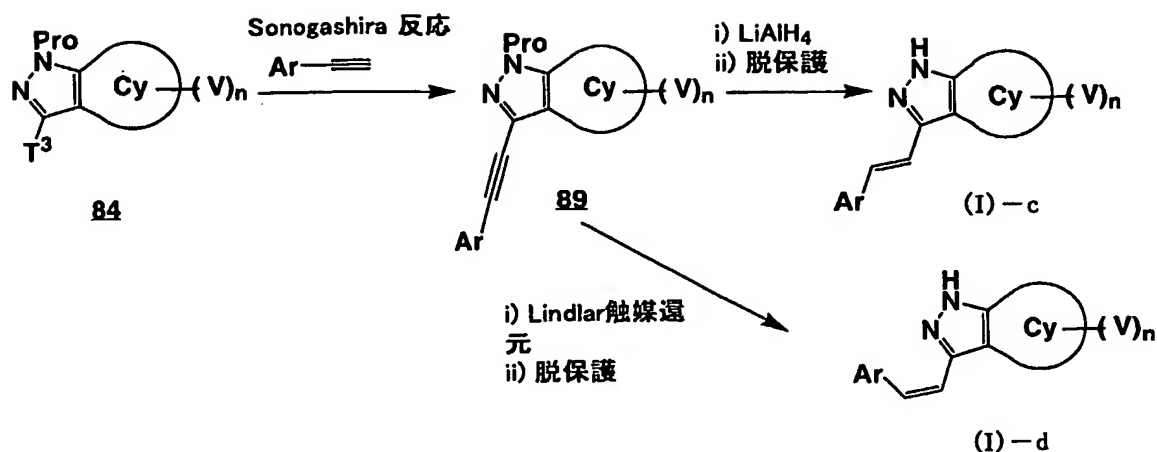 Sonogashira 反応
Ar
Pro
N
N
Cy
(V)n
T3
84
Pro
N
N
Cy
(V)n
Ar
89
i) LiAlH4
ii) 脱保護
H
N
N
Cy
(V)n
Ar
(I)－c
i) Lindlar触媒還
元
ii) 脱保護
H
N
N
Cy
(V)n
Ar
(I)－d